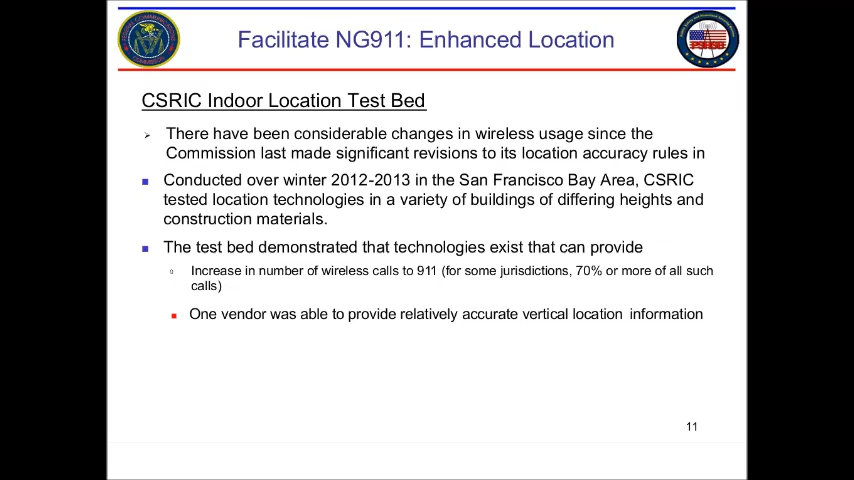 Facilitate NG911: Enhanced Location
CSRIC Indoor Location Test Bed
There have been considerable changes in wireless usage since the
Commission last made significant revisions to its location accuracy rules in
Conducted over winter 2012-2013 in the San Francisco Bay Area, CSRIC
tested location technologies in a variety of buildings of differing heights and
construction materials.
The test bed demonstrated that technologies exist that can provide
Increase in number of wireless calls to 911 (for some jurisdictions, 70% or more of all such
calls)
One vendor was able to provide relatively accurate vertical location information
11